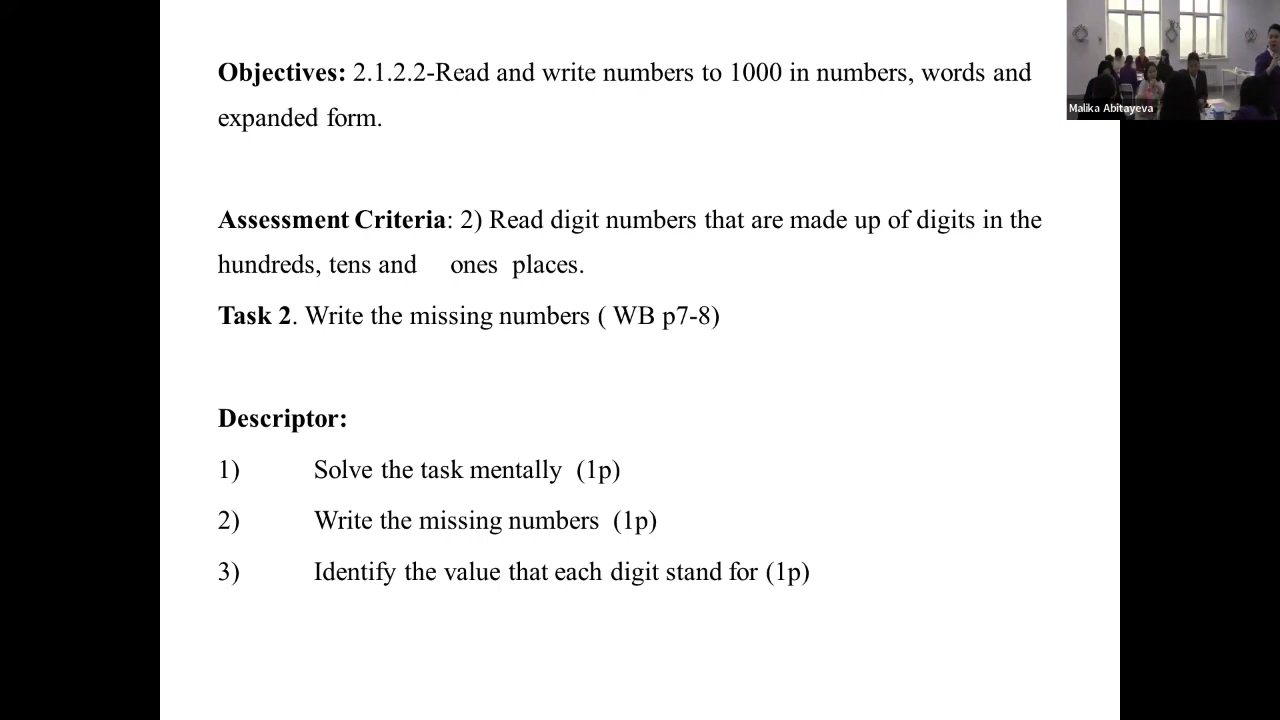 Objectives: 2.1.2.2-Read and write numbers to 1000 in numbers, words and
expanded form.
Malika Abitayeva
Assessment Criteria: 2) Read digit numbers that are made up of digits in the
hundreds, tens and ones places.
Task 2. Write the missing numbers ( WB p7-8)
Descriptor:
1) Solve the task mentally (1p)
2) Write the missing numbers (1p)
3) Identify the value that each digit stand for (1p)